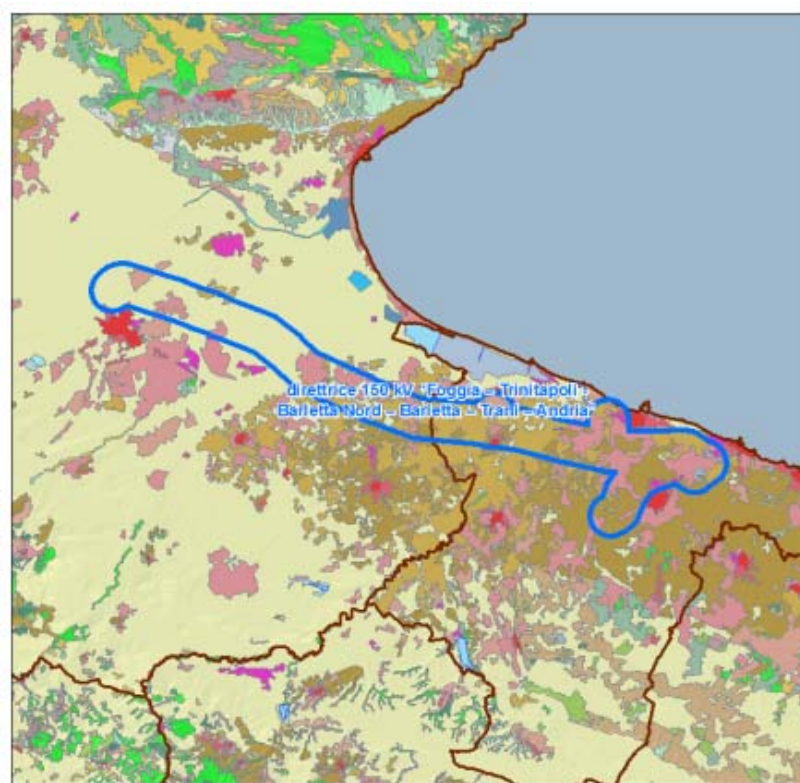 direttrice 150 kV "Foggia – Trinitapoli –
Barletta Nord – Barletta – Trani – Andria"